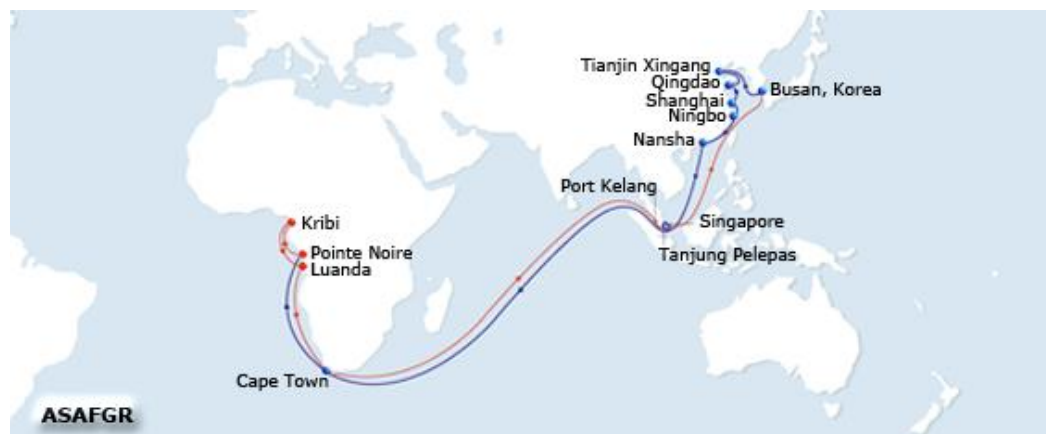 Tianjin Xingang
Qingdao
Busan, Korea
Shanghai
Ningbo
Nansha
Port Kelang
Singapore
Kribi
Pointe Noire
Tanjung Pelepas
Luanda
Cape Town
ASAFGR